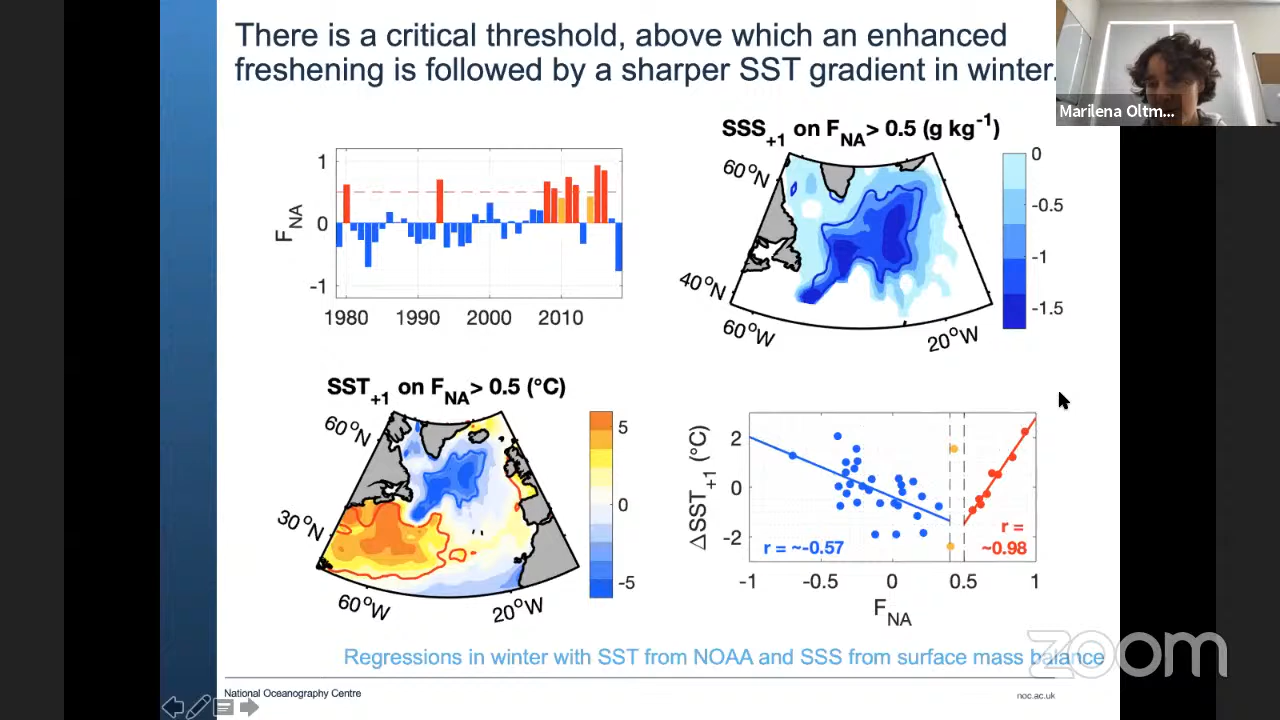 There is a critical threshold, above which an enhanced
freshening is followed by a sharper SST gradient in winter.
Marilena Oltm...
SSS+1 on FNA> 0.5 (g kg-1)
1
0
-1
FNA
1980 1990 2000 2010
60°N
40°N
60°W
20°W
0
-0.5
-1
-1.5
SST+1 on FNA> 0.5 (°C)
60°N
30°N
60°W
20°W
5
0
-5
ΔSST+1 (°C)
2
0
-2
r = ~-0.57
r =
~0.98
-1 -0.5 0 0.5 1
FNA
Regressions in winter with SST from NOAA and SSS from surface mass balance
zoom
National Oceanography Centre
noc.ac.uk